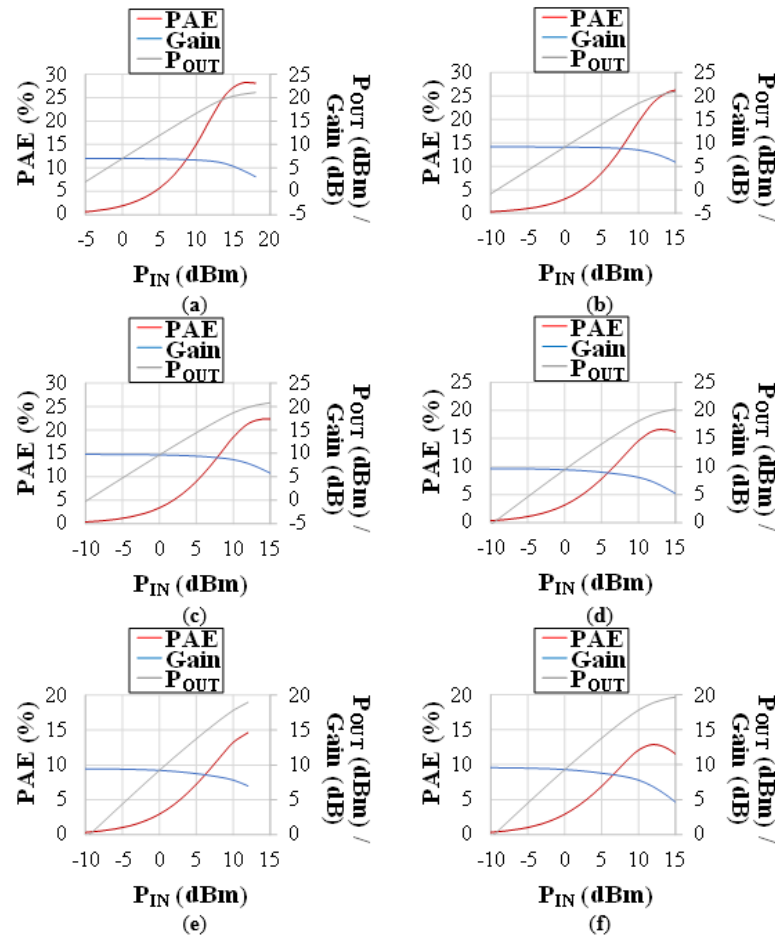 PAE
Gain
POUT
PAE (%)
30
25
20
15
10
5
0
25
20
15
10
5
0
-5
POUT (dBm) /
Gain (dB)
-5 0 5 10 15 20
PIN (dBm)
(a)
PAE
Gain
POUT
PAE (%)
30
25
20
15
10
5
0
25
20
15
10
5
0
-5
POUT (dBm) /
Gain (dB)
-10 -5 0 5 10 15
PIN (dBm)
(b)
PAE
Gain
POUT
PAE (%)
30
25
20
15
10
5
0
25
20
15
10
5
0
-5
POUT (dBm) /
Gain (dB)
-10 -5 0 5 10 15
PIN (dBm)
(c)
PAE
Gain
POUT
PAE (%)
25
20
15
10
5
0
25
20
15
10
5
0
POUT (dBm) /
Gain (dB)
-10 -5 0 5 10 15
PIN (dBm)
(d)
PAE
Gain
POUT
PAE (%)
20
15
10
5
0
20
15
10
5
0
POUT (dBm) /
Gain (dB)
-10 -5 0 5 10 15
PIN (dBm)
(e)
PAE
Gain
POUT
PAE (%)
20
15
10
5
0
20
15
10
5
0
POUT (dBm) /
Gain (dB)
-10 -5 0 5 10 15
PIN (dBm)
(f)